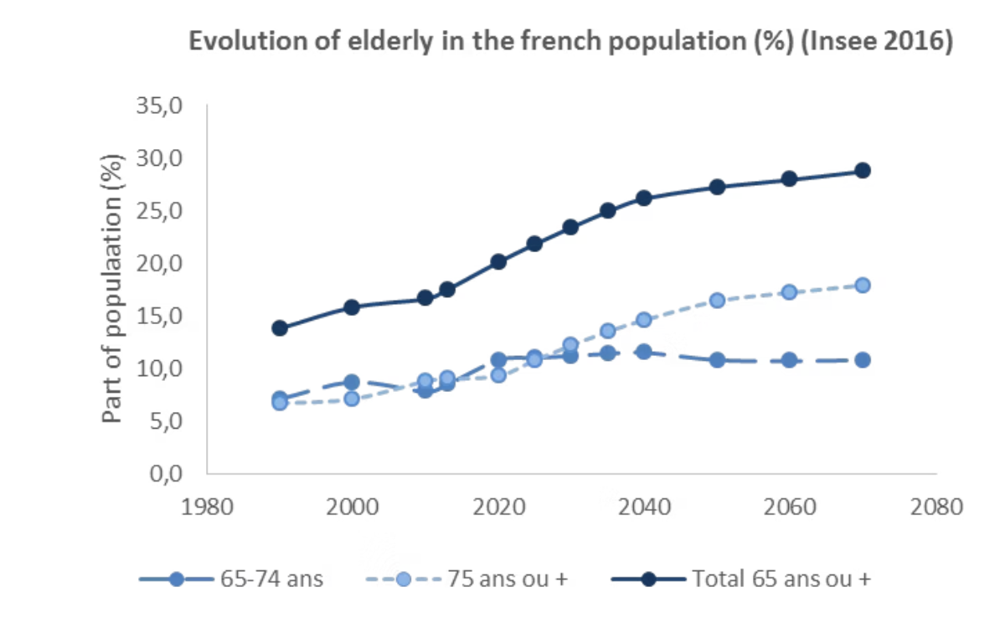 Evolution of elderly in the french population (%) (Insee 2016)
Part of populaation (%)
35,0
30,0
25,0
20,0
15,0
10,0
5,0
0,0
1980 2000 2020 2040 2060 2080
65-74 ans 75 ans ou + Total 65 ans ou +